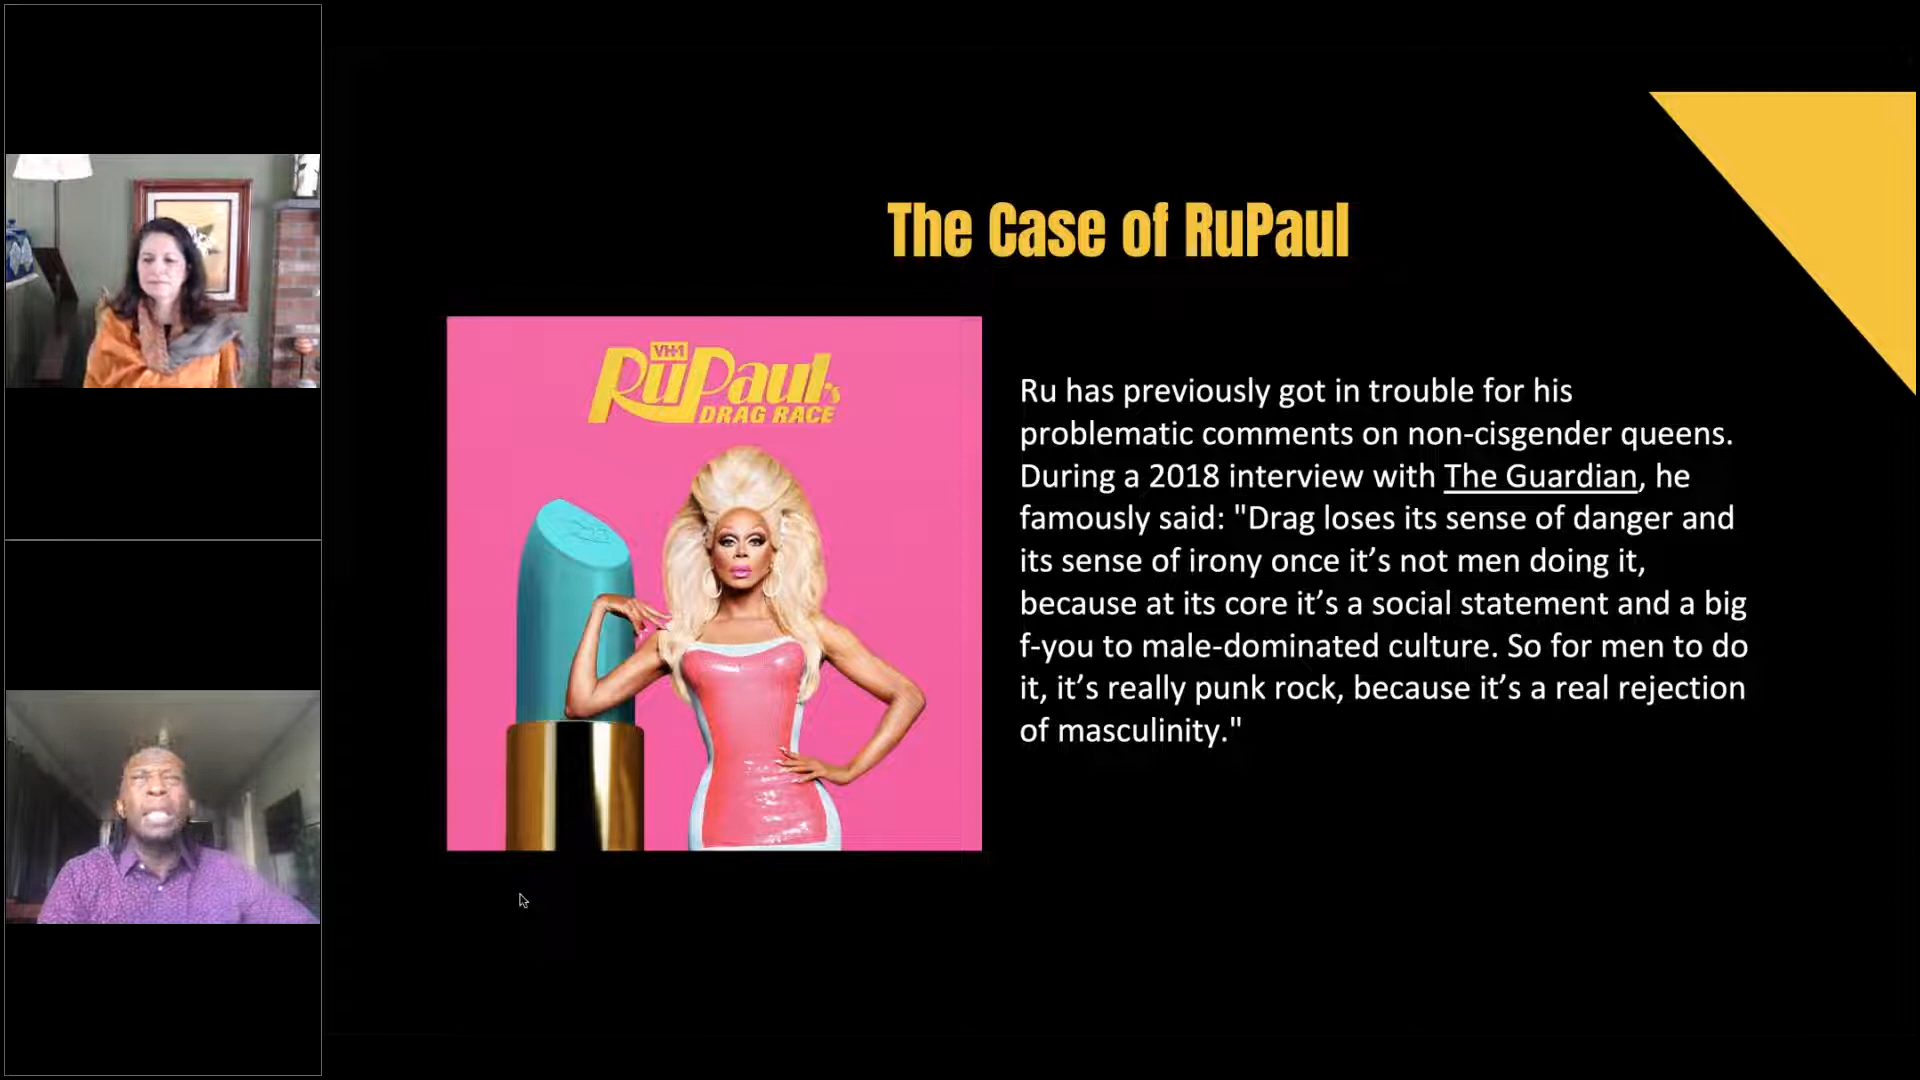 The Case of RuPaul
VH1
RuPaul's
DRAG RACE
Ru has previously got in trouble for his
problematic comments on non-cisgender queens.
During a 2018 interview with The Guardian, he
famously said: "Drag loses its sense of danger and
its sense of irony once it’s not men doing it,
because at its core it’s a social statement and a big
f-you to male-dominated culture. So for men to do
it, it’s really punk rock, because it’s a real rejection
of masculinity."